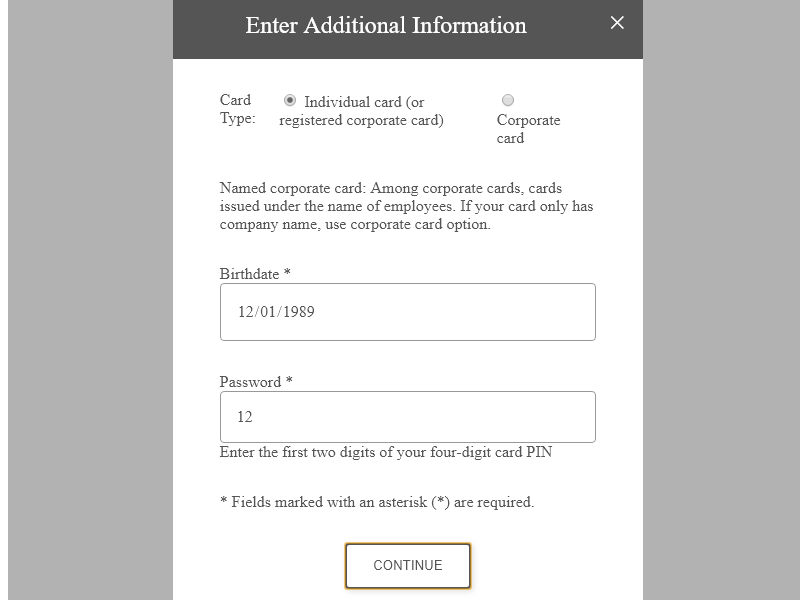 Enter Additional Information
Card Type:
Individual card (or registered corporate card)
Corporate card
Named corporate card: Among corporate cards, cards
issued under the name of employees. If your card only has
company name, use corporate card option.
Birthdate *
12/01/1989
Password *
12
Enter the first two digits of your four-digit card PIN
* Fields marked with an asterisk (*) are required.
CONTINUE